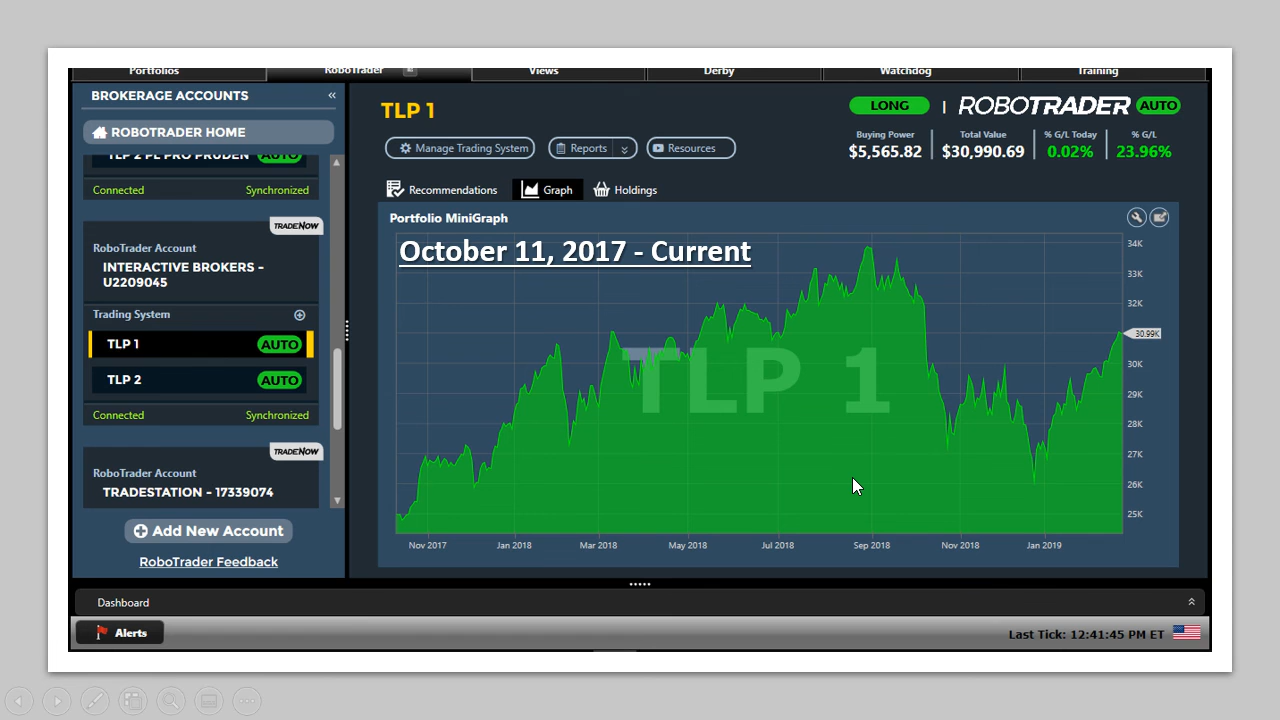 Portfolios
RoboTrader
Views
Derby
Watchdog
Training
BROKERAGE ACCOUNTS
«
ROBOTRADER HOME
TLP 2 PL PRO PRUDEN AUTO
Connected Synchronized
TRADENOW
RoboTrader Account
INTERACTIVE BROKERS -
U2209045
Trading System
TLP 1 AUTO
TLP 2 AUTO
Connected Synchronized
TRADENOW
RoboTrader Account
TRADESTATION - 17339074
Add New Account
RoboTrader Feedback
TLP 1
LONG | ROBOTRADER AUTO
Manage Trading System
Reports
Resources
Buying Power
$5,565.82
Total Value
$30,990.69
% G/L Today
0.02%
% G/L
23.96%
Recommendations
Graph
Holdings
Portfolio MiniGraph
October 11, 2017 - Current
TLP 1
34K
33K
32K
30.99K
30K
28K
27K
26K
25K
Nov 2017
Jan 2018
Mar 2018
May 2018
Jul 2018
Sep 2018
Nov 2018
Jan 2019
Dashboard
Alerts
Last Tick: 12:41:45 PM ET